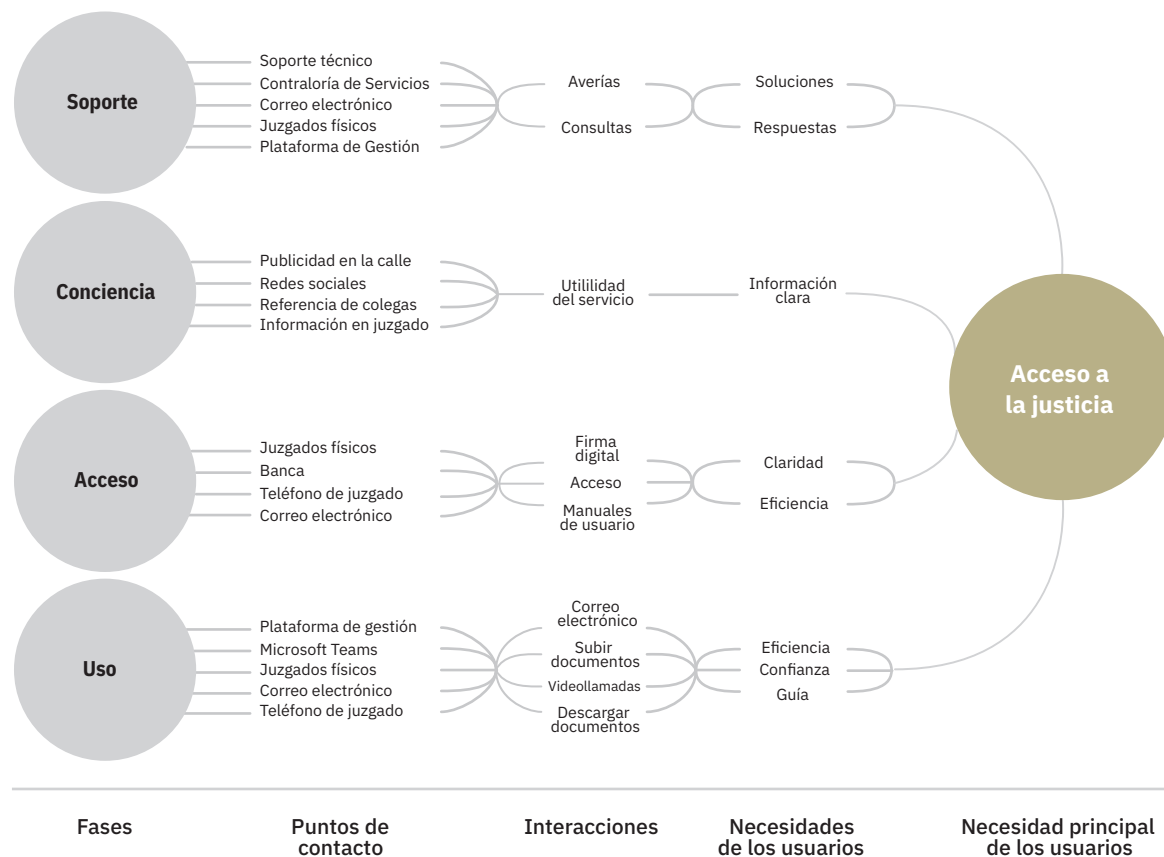 Soporte
Soporte técnico
Contraloría de Servicios
Correo electrónico
Juzgados físicos
Plataforma de Gestión
Averías
Consultas
Soluciones
Respuestas
Conciencia
Publicidad en la calle
Redes sociales
Referencia de colegas
Información en juzgado
Utililidad
del servicio
Información
clara
Acceso
Juzgados físicos
Banca
Teléfono de juzgado
Correo electrónico
Firma
digital
Acceso
Manuales
de usuario
Claridad
Eficiencia
Uso
Plataforma de gestión
Microsoft Teams
Juzgados físicos
Correo electrónico
Teléfono de juzgado
Correo
electrónico
Subir
documentos
Videollamadas
Descargar
documentos
Eficiencia
Confianza
Guía
Acceso a
la justicia
Fases
Puntos de
contacto
Interacciones
Necesidades
de los usuarios
Necesidad principal
de los usuarios